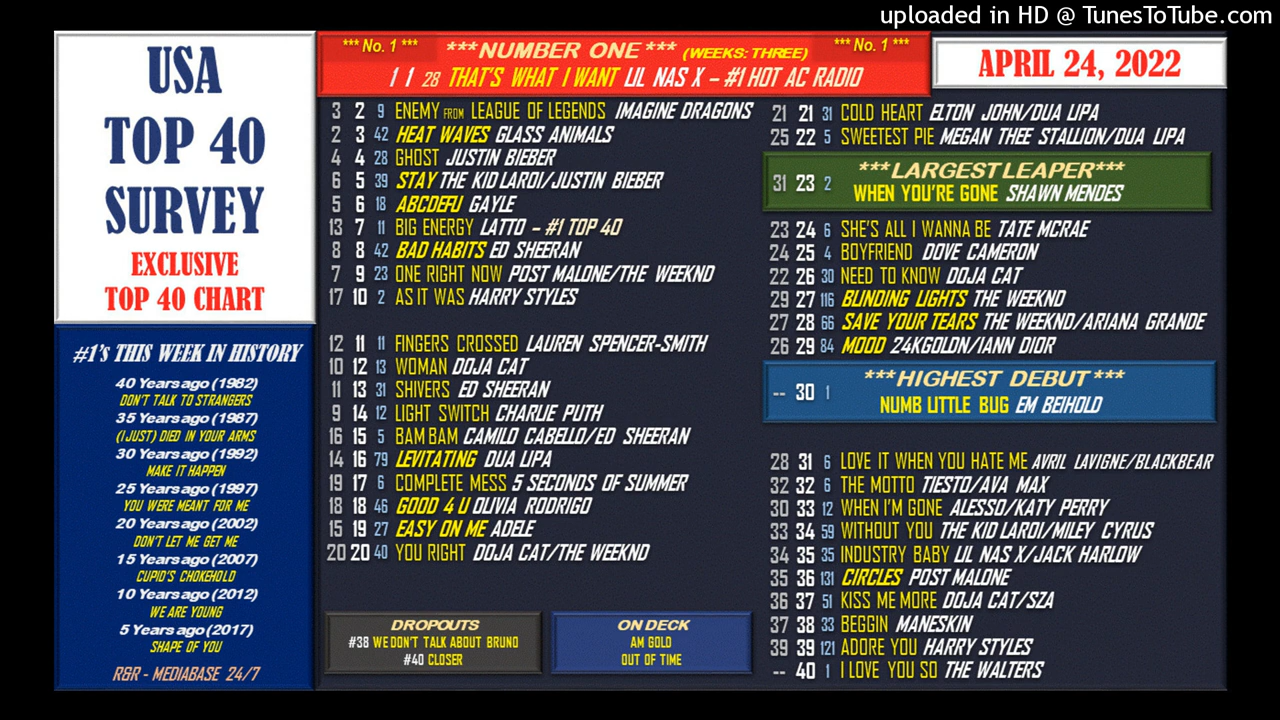 uploaded in HD @ TunesToTube.com
USA
TOP 40
SURVEY
EXCLUSIVE
TOP 40 CHART
#1's THIS WEEK IN HISTORY
40 Years ago (1982)
DON'T TALK TO STRANGERS
35 Years ago (1987)
(I JUST) DIED IN YOUR ARMS
30 Years ago (1992)
MAKE IT HAPPEN
25 Years ago (1997)
YOU WERE MEANT FOR ME
20 Years ago (2002)
DON'T LET ME GET ME
15 Years ago (2007)
CUPID'S CHOKEHOLD
10 Years ago (2012)
WE ARE YOUNG
5 Years ago (2017)
SHAPE OF YOU
R&R - MEDIABASE 24/7
*** No. 1 *** ***NUMBER ONE*** (WEEKS: THREE) *** No. 1 ***
1 1 28 THAT'S WHAT I WANT LIL NAS X – #1 HOT AC RADIO
APRIL 24, 2022
3 2 9 ENEMY FROM LEAGUE OF LEGENDS IMAGINE DRAGONS
2 3 42 HEAT WAVES GLASS ANIMALS
4 4 28 GHOST JUSTIN BIEBER
6 5 39 STAY THE KID LAROI/JUSTIN BIEBER
5 6 18 ABCDEFU GAYLE
13 7 11 BIG ENERGY LATTO – #1 TOP 40
8 8 42 BAD HABITS ED SHEERAN
7 9 23 ONE RIGHT NOW POST MALONE/THE WEEKND
17 10 2 AS IT WAS HARRY STYLES
12 11 11 FINGERS CROSSED LAUREN SPENCER-SMITH
10 12 13 WOMAN DOJA CAT
11 13 31 SHIVERS ED SHEERAN
9 14 12 LIGHT SWITCH CHARLIE PUTH
16 15 5 BAM BAM CAMILO CABELLO/ED SHEERAN
14 16 79 LEVITATING DUA LIPA
19 17 6 COMPLETE MESS 5 SECONDS OF SUMMER
18 18 46 GOOD 4 U OLIVIA RODRIGO
15 19 27 EASY ON ME ADELE
20 20 40 YOU RIGHT DOJA CAT/THE WEEKND
DROPOUTS
#38 WE DON'T TALK ABOUT BRUNO
#40 CLOSER
ON DECK
AM GOLD
OUT OF TIME
21 21 31 COLD HEART ELTON JOHN/DUA LIPA
25 22 5 SWEETEST PIE MEGAN THEE STALLION/DUA LIPA
***LARGEST LEAPER***
31 23 2 WHEN YOU'RE GONE SHAWN MENDES
23 24 6 SHE'S ALL I WANNA BE TATE MCRAE
24 25 4 BOYFRIEND DOVE CAMERON
22 26 30 NEED TO KNOW DOJA CAT
29 27 116 BLINDING LIGHTS THE WEEKND
27 28 66 SAVE YOUR TEARS THE WEEKND/ARIANA GRANDE
26 29 84 MOOD 24KGOLDN/IANN DIOR
***HIGHEST DEBUT***
-- 30 1 NUMB LITTLE BUG EM BEIHOLD
28 31 6 LOVE IT WHEN YOU HATE ME AVRIL LAVIGNE/BLACKBEAR
32 32 6 THE MOTTO TIESTO/AVA MAX
30 33 12 WHEN I'M GONE ALESSO/KATY PERRY
33 34 59 WITHOUT YOU THE KID LAROI/MILEY CYRUS
34 35 35 INDUSTRY BABY LIL NAS X/JACK HARLOW
35 36 131 CIRCLES POST MALONE
36 37 51 KISS ME MORE DOJA CAT/SZA
37 38 33 BEGGIN MANESKIN
39 39 121 ADORE YOU HARRY STYLES
-- 40 1 I LOVE YOU SO THE WALTERS